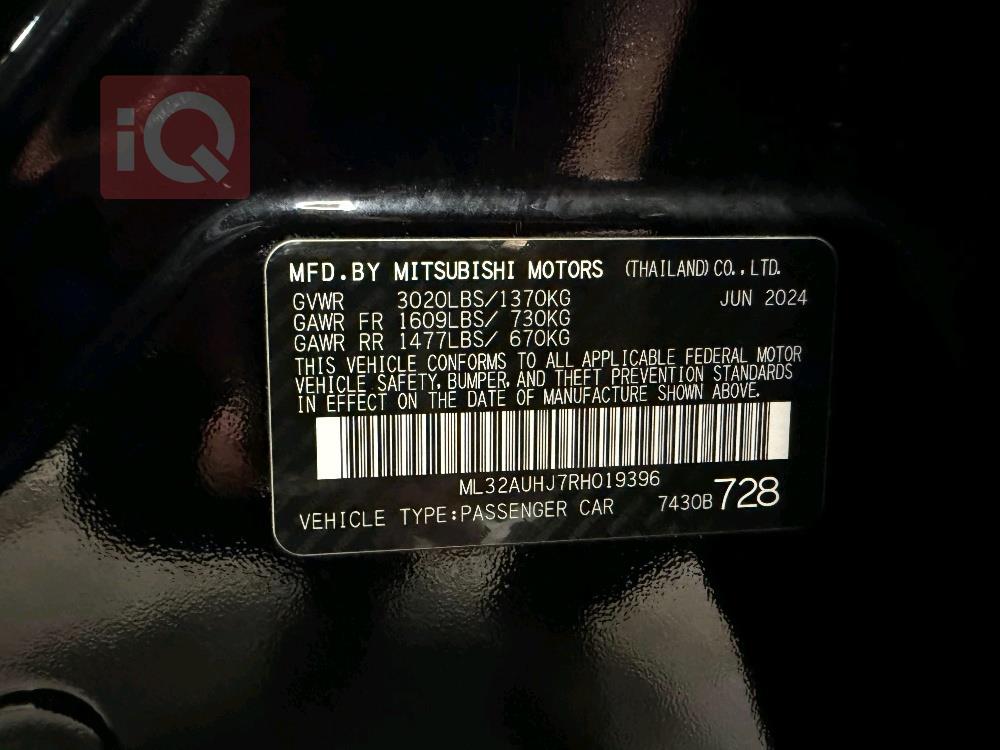 iQ
MFD.BY MITSUBISHI MOTORS (THAILAND) CO.,LTD.
GVWR 3020LBS/1370KG JUN 2024
GAWR FR 1609LBS/ 730KG
GAWR RR 1477LBS/ 670KG
THIS VEHICLE CONFORMS TO ALL APPLICABLE FEDERAL MOTOR
VEHICLE SAFETY, BUMPER, AND THEFT PREVENTION STANDARDS
IN EFFECT ON THE DATE OF MANUFACTURE SHOWN ABOVE.
ML32AUHJ7RH019396
VEHICLE TYPE:PASSENGER CAR 7430B728